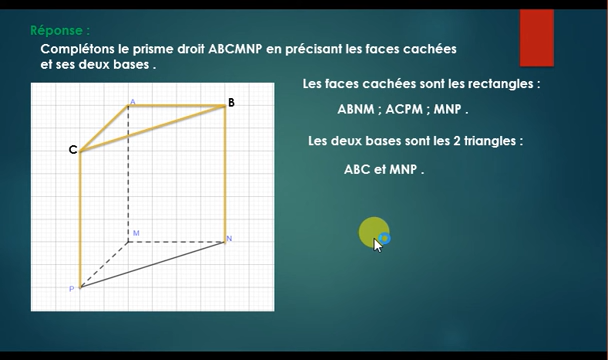 Réponse :
Complétons le prisme droit ABCMNP en précisant les faces cachées
et ses deux bases .
Les faces cachées sont les rectangles :
ABNM ; ACPM ; MNP .
Les deux bases sont les 2 triangles :
ABC et MNP .
A
B
C
M
N
P